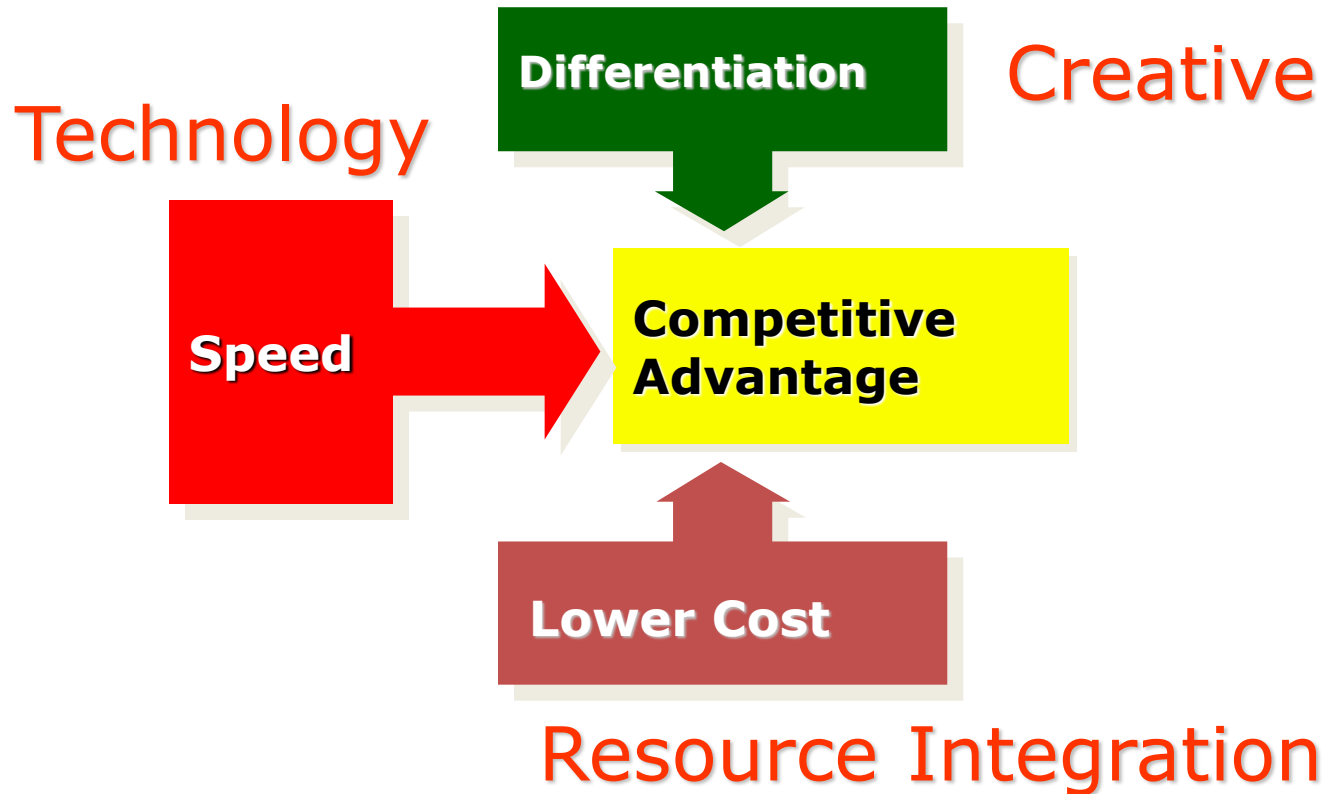 Differentiation
Creative
Technology
Speed
Competitive
Advantage
Lower Cost
Resource Integration